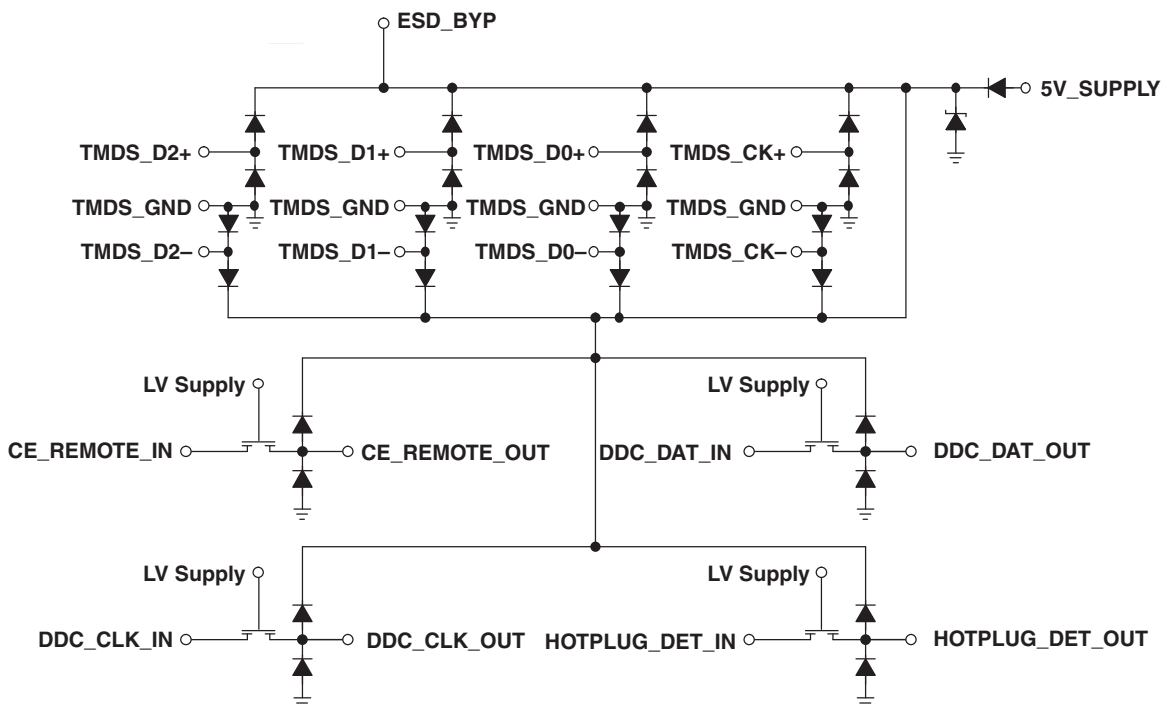 ESD_BYP
5V_SUPPLY
TMDS_D2+ TMDS_D1+ TMDS_D0+ TMDS_CK+
TMDS_GND TMDS_GND TMDS_GND TMDS_GND
TMDS_D2– TMDS_D1– TMDS_D0– TMDS_CK–
LV Supply LV Supply
CE_REMOTE_IN CE_REMOTE_OUT DDC_DAT_IN DDC_DAT_OUT
LV Supply LV Supply
DDC_CLK_IN DDC_CLK_OUT HOTPLUG_DET_IN HOTPLUG_DET_OUT